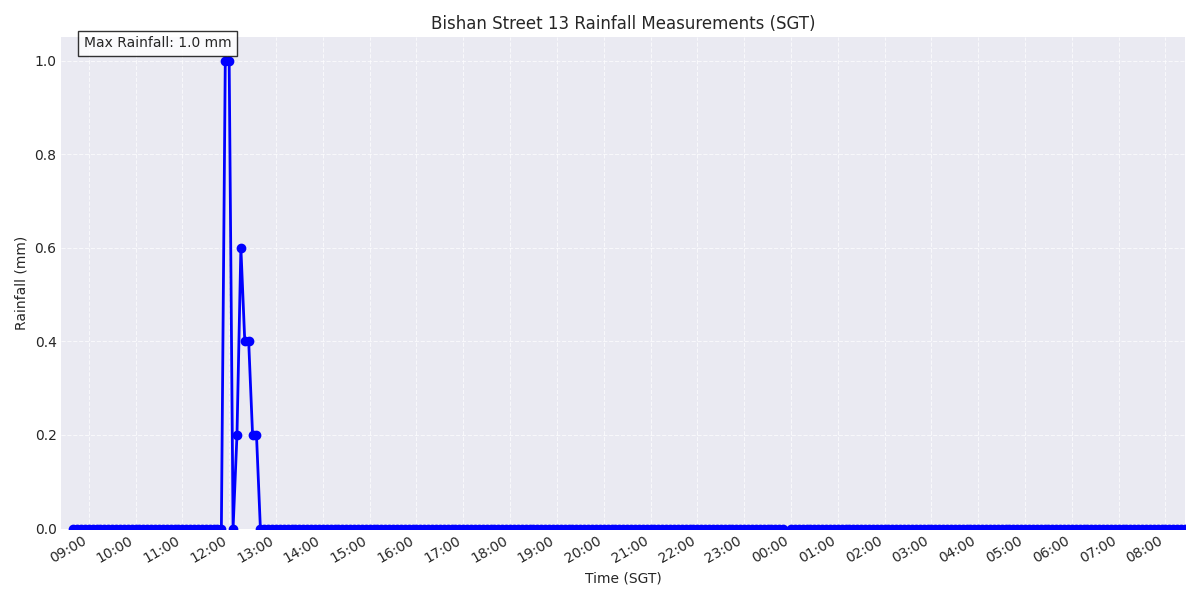 Bishan Street 13 Rainfall Measurements (SGT)
Max Rainfall: 1.0 mm
1.0
0.8
0.6
0.4
0.2
0.0
Rainfall (mm)
09:00 10:00 11:00 12:00 13:00 14:00 15:00 16:00 17:00 18:00 19:00 20:00 21:00 22:00 23:00 00:00 01:00 02:00 03:00 04:00 05:00 06:00 07:00 08:00
Time (SGT)